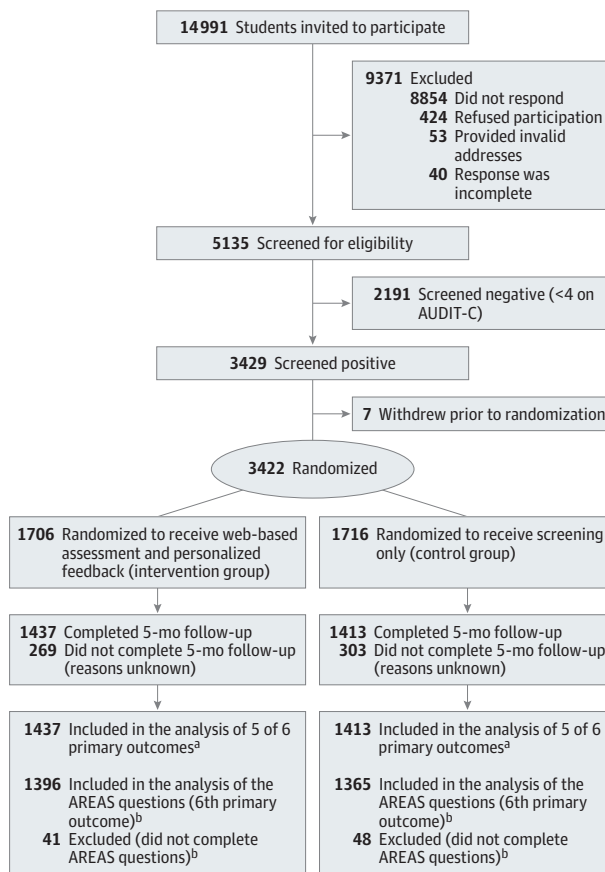 14991 Students invited to participate
9371 Excluded
8854 Did not respond
424 Refused participation
53 Provided invalid
addresses
40 Response was
incomplete
5135 Screened for eligibility
2191 Screened negative (<4 on
AUDIT-C)
3429 Screened positive
7 Withdrew prior to randomization
3422 Randomized
1706 Randomized to receive web-based
assessment and personalized
feedback (intervention group)
1716 Randomized to receive screening
only (control group)
1437 Completed 5-mo follow-up
269 Did not complete 5-mo follow-up
(reasons unknown)
1413 Completed 5-mo follow-up
303 Did not complete 5-mo follow-up
(reasons unknown)
1437 Included in the analysis of 5 of 6
primary outcomesᵃ
1396 Included in the analysis of the
AREAS questions (6th primary
outcome)ᵇ
41 Excluded (did not complete
AREAS questions)ᵇ
1413 Included in the analysis of 5 of 6
primary outcomesᵃ
1365 Included in the analysis of the
AREAS questions (6th primary
outcome)ᵇ
48 Excluded (did not complete
AREAS questions)ᵇ